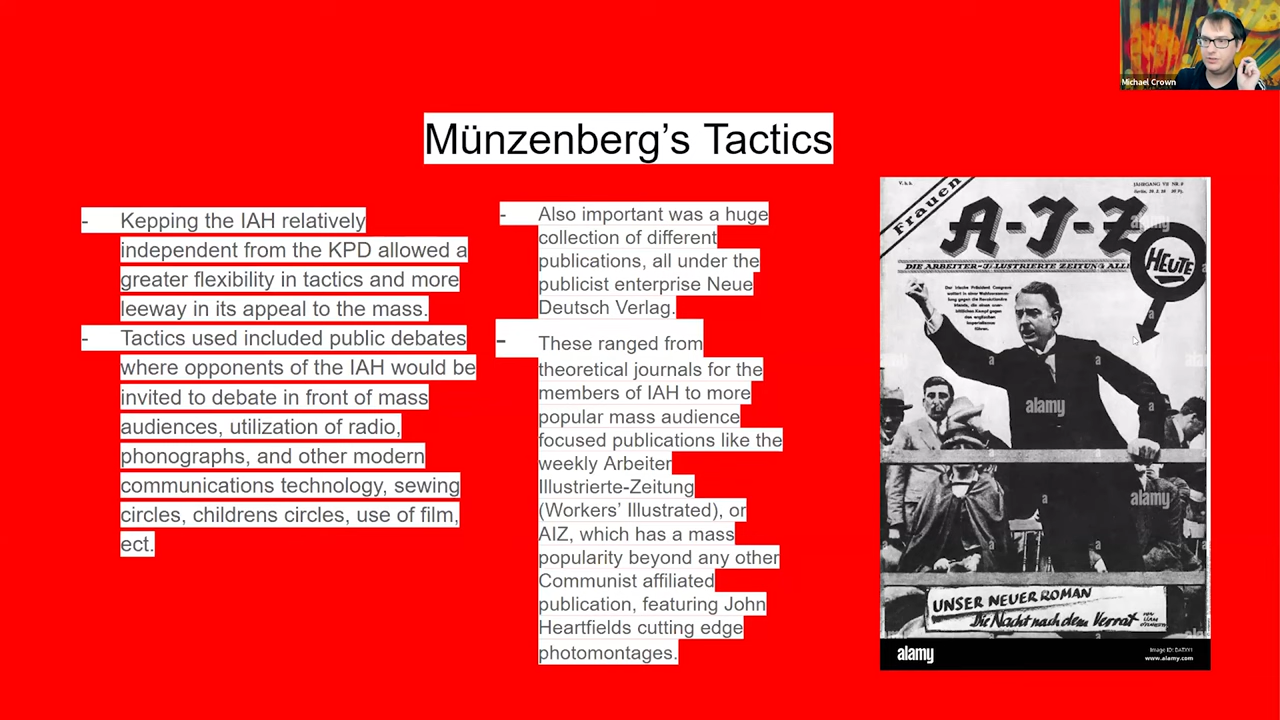 Michael Crown
Münzenberg's Tactics
- Kepping the IAH relatively
independent from the KPD allowed a
greater flexibility in tactics and more
leeway in its appeal to the mass.
- Tactics used included public debates
where opponents of the IAH would be
invited to debate in front of mass
audiences, utilization of radio,
phonographs, and other modern
communications technology, sewing
circles, childrens circles, use of film,
ect.
- Also important was a huge
collection of different
publications, all under the
publicist enterprise Neue
Deutsch Verlag.
- These ranged from
theoretical journals for the
members of IAH to more
popular mass audience
focused publications like the
weekly Arbeiter
Illustrierte-Zeitung
(Workers' Illustrated), or
AIZ, which has a mass
popularity beyond any other
Communist affiliated
publication, featuring John
Heartfields cutting edge
photomontages.
V. b. b.
JAHRGANG VII NR.9
Frauen
A-J-Z
HEUTE
DIE ARBEITER-ILLUSTRIERTE ZEITUNG ALL
alamy
alamy
alamy
UNSER NEUER ROMAN
Die Nacht nach dem Verrat
VON
LIAM
alamy
www.alamy.com